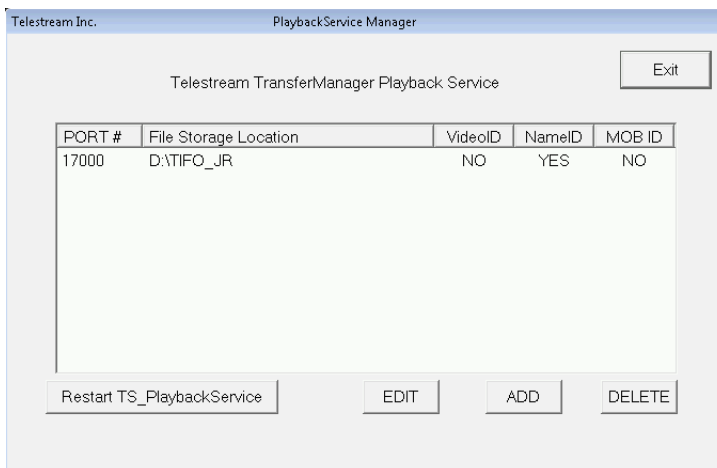 Telestream Inc. PlaybackService Manager
Exit
Telestream TransferManager Playback Service
PORT # File Storage Location VideoID NameID MOB ID
17000 D:\TIFO_JR NO YES NO
Restart TS_PlaybackService EDIT ADD DELETE